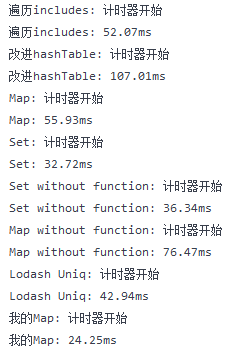 遍历includes: 计时器开始
遍历includes: 52.07ms
改进hashTable: 计时器开始
改进hashTable: 107.01ms
Map: 计时器开始
Map: 55.93ms
Set: 计时器开始
Set: 32.72ms
Set without function: 计时器开始
Set without function: 36.34ms
Map without function: 计时器开始
Map without function: 76.47ms
Lodash Uniq: 计时器开始
Lodash Uniq: 42.94ms
我的Map: 计时器开始
我的Map: 24.25ms